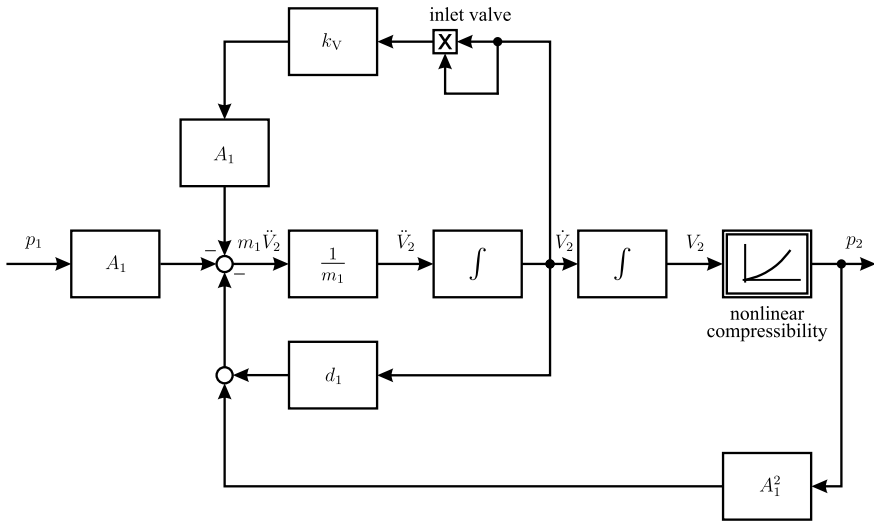 inlet valve
k_V
X
A_1
p_1
A_1
−
m_1 V̈_2
−
1/m_1
V̈_2
∫
V̇_2
∫
V_2
p_2
nonlinear
compressibility
d_1
A_1^2